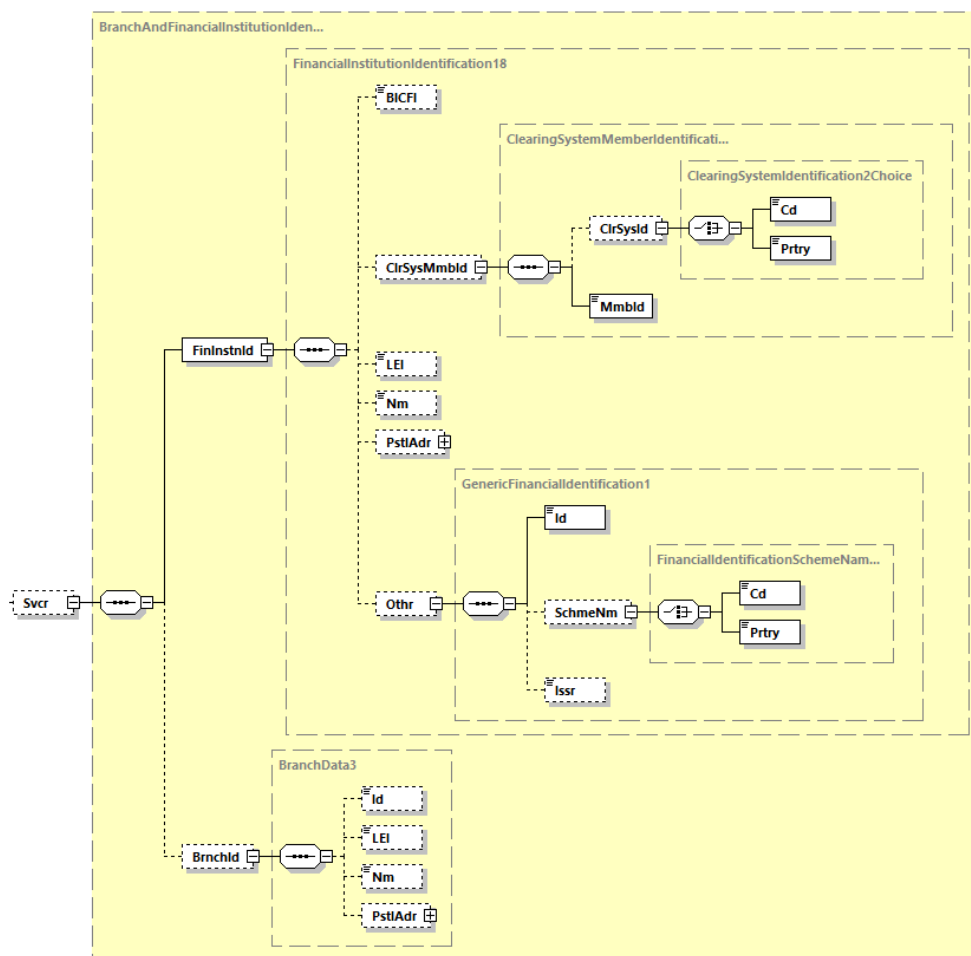 BranchAndFinancialInstitutionIden...
FinancialInstitutionIdentification18
BICFI
ClearingSystemMemberIdentificati...
ClearingSystemIdentification2Choice
Cd
ClrSysId
Prtry
ClrSysMmbId
MmbId
FinInstnId
LEI
Nm
PstlAdr
GenericFinancialIdentification1
Id
FinancialIdentificationSchemeNam...
Cd
Svcr
Othr
SchmeNm
Prtry
Issr
BranchData3
Id
LEI
BrnchId
Nm
PstlAdr